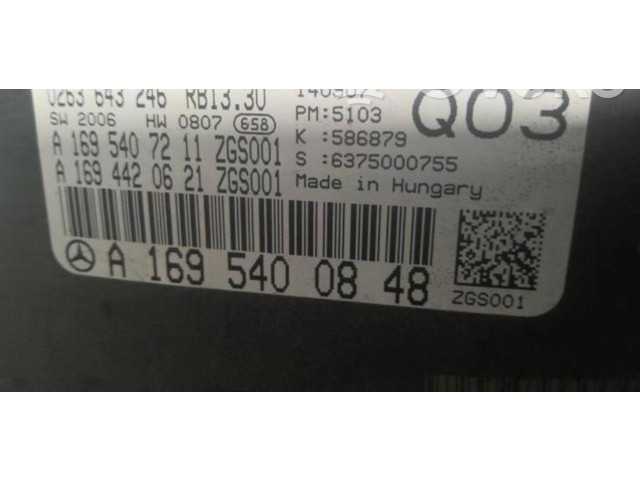 0263 643 246 RB13.30 140907
SW 2006 HW 0807 658 PM:5103 Q03
A 169 540 72 11 ZGS001 K : 586879
A 169 442 06 21 ZGS001 S : 6375000755
Made in Hungary
A 169 540 08 48 ZGS001